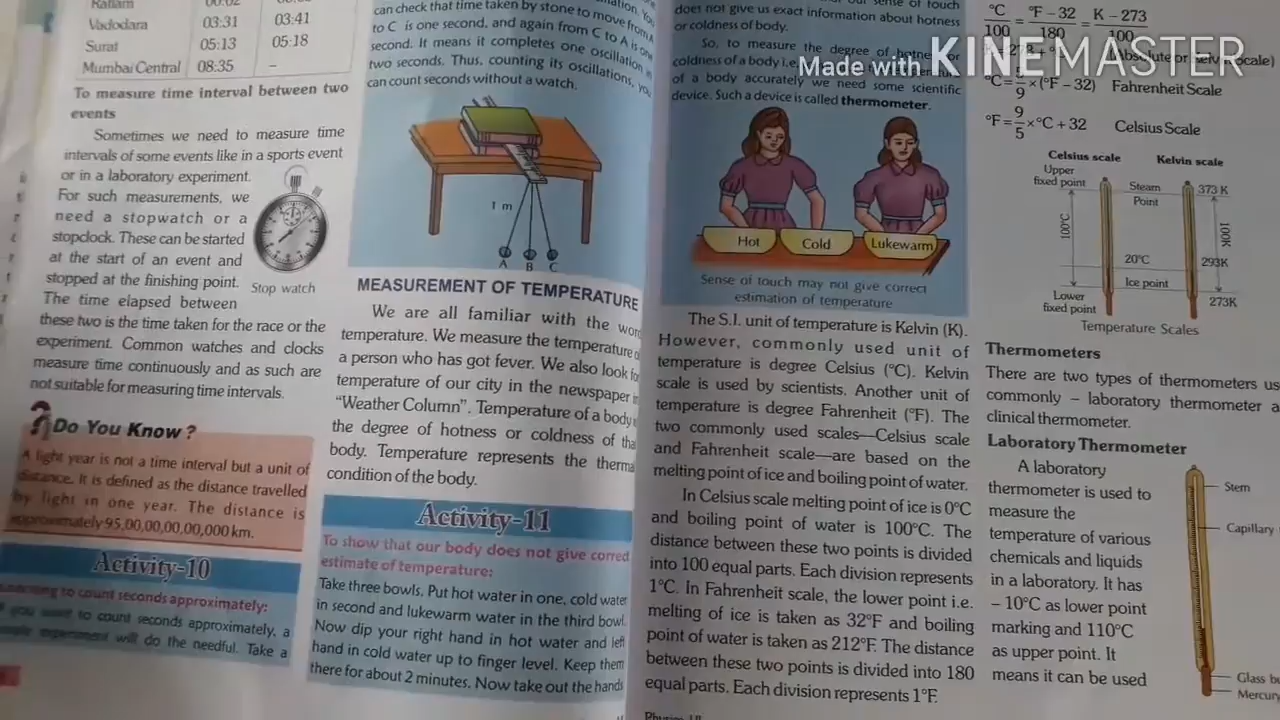 Ratlam
Vadodara 03:31 03:41
Surat 05:13 05:18
Mumbai Central 08:35 –
To measure time interval between two
events
Sometimes we need to measure time
intervals of some events like in a sports event
or in a laboratory experiment.
For such measurements, we
need a stopwatch or a
stopclock. These can be started
at the start of an event and
stopped at the finishing point.
The time elapsed between
these two is the time taken for the race or the
experiment. Common watches and clocks
measure time continuously and as such are
not suitable for measuring time intervals.
Stop watch
Do You Know?
A light year is not a time interval but a unit of
distance. It is defined as the distance travelled
by light in one year. The distance is
approximately 95,00,00,00,00,000 km.
Activity-10
to count seconds approximately:
you want to count seconds approximately, a
experiment will do the needful. Take a
can check that time taken by stone to move from A
to C is one second, and again from C to A is one
second. It means it completes one oscillation in
two seconds. Thus, counting its oscillations, you
can count seconds without a watch.
1 m
A B C
MEASUREMENT OF TEMPERATURE
We are all familiar with the word
temperature. We measure the temperature of
a person who has got fever. We also look for
temperature of our city in the newspaper in
“Weather Column”. Temperature of a body is
the degree of hotness or coldness of that
body. Temperature represents the thermal
condition of the body.
Activity-11
To show that our body does not give correct
estimate of temperature:
Take three bowls. Put hot water in one, cold water
in second and lukewarm water in the third bowl.
Now dip your right hand in hot water and left
hand in cold water up to finger level. Keep them
there for about 2 minutes. Now take out the hands
our sense of touch
does not give us exact information about hotness
or coldness of body.
So, to measure the degree of hotness or
coldness of a body i.e.,
of a body accurately we need some scientific
device. Such a device is called thermometer.
Hot Cold Lukewarm
Sense of touch may not give correct
estimation of temperature
The S.I. unit of temperature is Kelvin (K).
However, commonly used unit of
temperature is degree Celsius (°C). Kelvin
scale is used by scientists. Another unit of
temperature is degree Fahrenheit (°F). The
two commonly used scales—Celsius scale
and Fahrenheit scale—are based on the
melting point of ice and boiling point of water.
In Celsius scale melting point of ice is 0°C
and boiling point of water is 100°C. The
distance between these two points is divided
into 100 equal parts. Each division represents
1°C. In Fahrenheit scale, the lower point i.e.
melting of ice is taken as 32°F and boiling
point of water is taken as 212°F. The distance
between these two points is divided into 180
equal parts. Each division represents 1°F.
°C/100 = °F – 32/180 = K – 273/100
°C = 5/9 × (°F – 32) Fahrenheit Scale
°F = 9/5 × °C + 32 Celsius Scale
Celsius scale Kelvin scale
Upper
fixed point
Steam
Point
373 K
100°C
100K
20°C 293K
Ice point
Lower
fixed point
273K
Temperature Scales
Thermometers
There are two types of thermometers
commonly – laboratory thermometer
clinical thermometer.
Laboratory Thermometer
A laboratory
thermometer is used to
measure the
temperature of various
chemicals and liquids
in a laboratory. It has
– 10°C as lower point
marking and 110°C
as upper point. It
means it can be used
Stem
Capillary
Glass
Mercury
Made with KINEMASTER